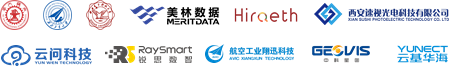 美林数据
MERITDATA
Hiraeth
西安速视光电科技有限公司
XIAN SUSHI PHOTOELECTRIC TECHNOLOGY CO., LTD
云问科技
YUN WEN TECHNOLOGY
RaySmart
锐思数智
航空工业翔迅科技
AVIC XIANGXUN TECHNOLOGY
GEOVIS
中科星图
YUNECT
云基华海